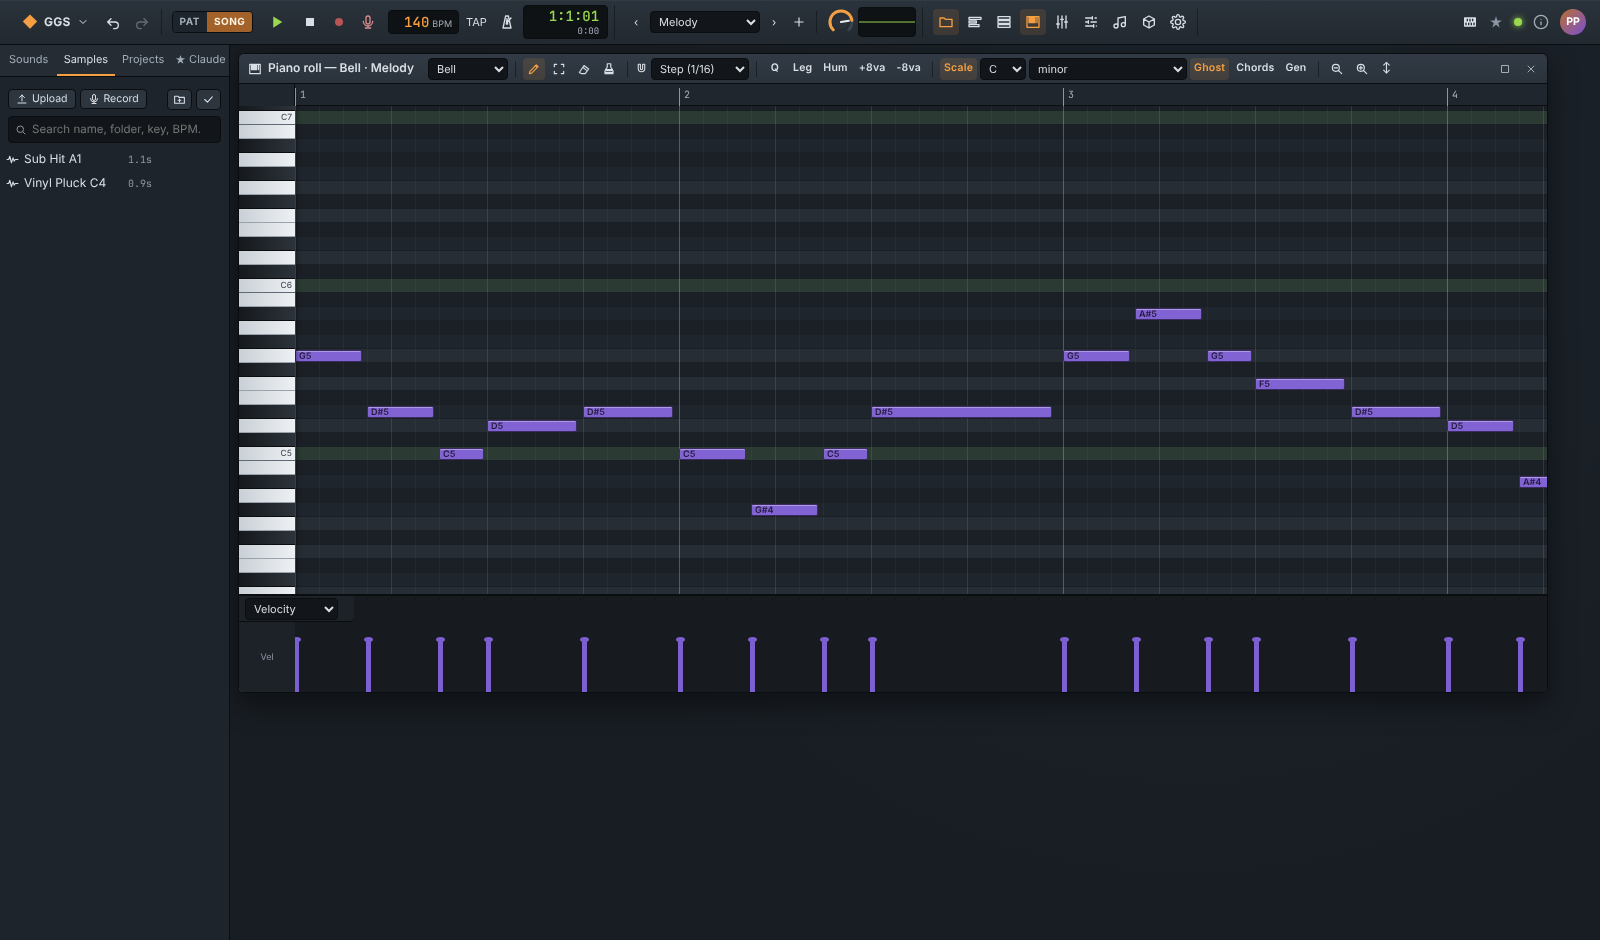 GGS
PAT SONG
140 BPM
TAP
1:1:01
0:00
Melody
PP
Sounds Samples Projects ★ Claude
Upload Record
Search name, folder, key, BPM.
Sub Hit A1 1.1s
Vinyl Pluck C4 0.9s
Piano roll — Bell · Melody Bell Step (1/16) Q Leg Hum +8va -8va Scale C minor Ghost Chords Gen
1 2 3 4
C7
C6
A#5
G5 G5 G5
F5
D#5 D#5 D#5 D#5
D5 D5
C5 C5 C5 C5
A#4
G#4
Velocity
Vel